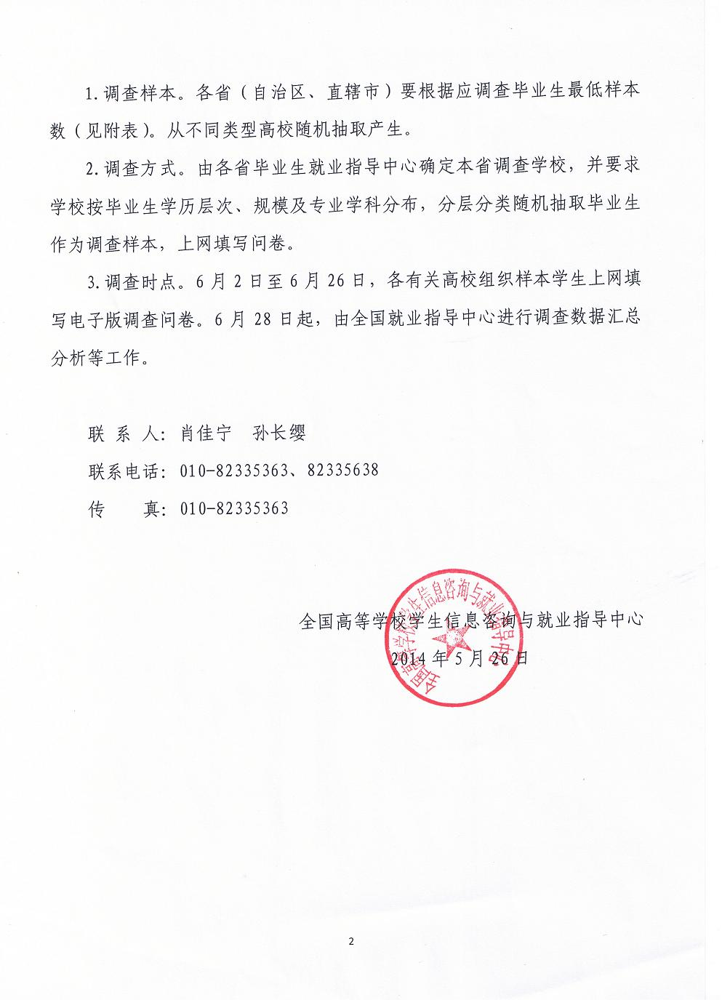 1.调查样本。各省（自治区、直辖市）要根据应调查毕业生最低样本
数（见附表）。从不同类型高校随机抽取产生。
2.调查方式。由各省毕业生就业指导中心确定本省调查学校，并要求
学校按毕业生学历层次、规模及专业学科分布，分层分类随机抽取毕业生
作为调查样本，上网填写问卷。
3.调查时点。6月2日至6月26日，各有关高校组织样本学生上网填
写电子版调查问卷。6月28日起，由全国就业指导中心进行调查数据汇总
分析等工作。
联 系 人：肖佳宁 孙长缨
联系电话：010-82335363、82335638
传 真：010-82335363
全国高等学校学生信息咨询与就业指导中心
2014年5月26日
全国高等学校学生信息咨询与就业指导中心
2